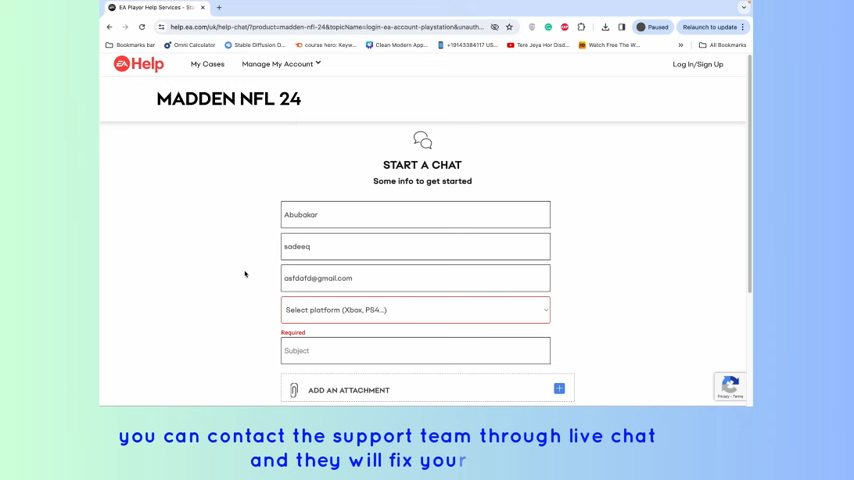 EA Player Help Services - Sta
help.ea.com/uk/help-chat/?product=madden-nfl-24&topicName=login-ea-account-playstation&unauth...
Paused
Relaunch to update
Bookmarks bar
Omni Calculator
Stable Diffusion O...
course hero: Keyw...
Clean Modern App...
+19143384117 US...
Tere Jeya Hor Disd...
Watch Free The W...
»
All Bookmarks
EA Help
My Cases
Manage My Account
Log In/Sign Up
MADDEN NFL 24
START A CHAT
Some info to get started
Abubakar
sadeeq
asfdafd@gmail.com
Select platform (Xbox, PS4...)
Required
Subject
ADD AN ATTACHMENT
Privacy - Terms
you can contact the support team through live chat
and they will fix your